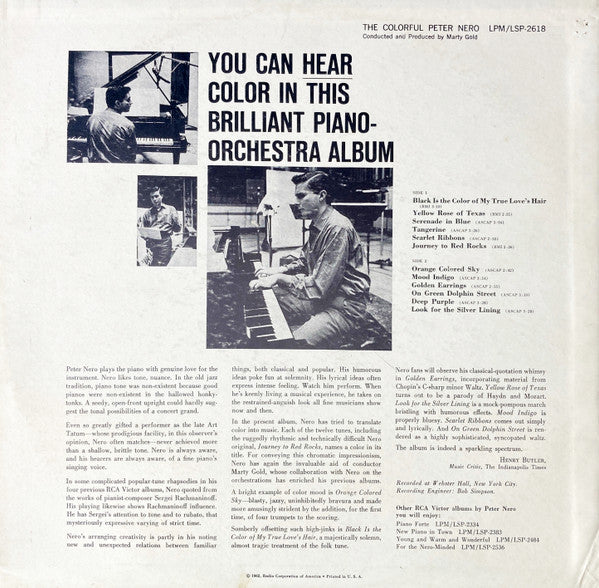 THE COLORFUL PETER NERO LPM/LSP-2618
Conducted and Produced by Marty Gold
YOU CAN HEAR
COLOR IN THIS
BRILLIANT PIANO-
ORCHESTRA ALBUM
SIDE 1
Black Is the Color of My True Love's Hair
Yellow Rose of Texas
Serenade in Blue
Tangerine
Scarlet Ribbons
Journey to Red Rocks
SIDE 2
Orange Colored Sky
Mood Indigo
Golden Earrings
On Green Dolphin Street
Deep Purple
Look for the Silver Lining
Peter Nero plays the piano with genuine love for the
instrument. Nero likes tone, nuance. In the old jazz
tradition, piano tone was non-existent because good
pianos were non-existent in the hallowed honky-
tonks. A seedy, open-front upright could hardly sug-
gest the tonal possibilities of a concert grand.
Even so greatly gifted a performer as the late Art
Tatum—whose prodigious facility, in this observer's
opinion, Nero often matches—never achieved more
than a shallow, brittle tone. Nero is always aware,
and his hearers are always aware, of a fine piano's
singing voice.
In some complicated popular-tune rhapsodies in his
four previous RCA Victor albums, Nero quoted from
the works of pianist-composer Sergei Rachmaninoff.
His playing likewise shows Rachmaninoff influence.
He has Sergei's attention to tone and to rubato, that
mysteriously expressive varying of strict time.
Nero's arranging creativity is partly in his noting
new and unexpected relations between familiar
things, both classical and popular. His humorous
ideas poke fun at solemnity. His lyrical ideas often
express intense feeling. Watch him perform. When
he's keenly living a musical experience, he takes on
the entrained-anguish look all fine musicians show
now and then.
In the present album, Nero has tried to translate
color into music. Each of the twelve tunes, including
the ruggedly rhythmic and technically difficult Nero
original, Journey to Red Rocks, names a color in its
title. For conveying this chromatic impressionism,
Nero has again the invaluable aid of conductor
Marty Gold, whose collaboration with Nero on the
orchestrations has enriched his previous albums.
A bright example of color mood is Orange Colored
Sky—blasty, jazzy, uninhibitedly bravura and made
more amusingly strident by the addition, for the first
time, of four trumpets to the scoring.
Somberly offsetting such high-jinks is Black Is the
Color of My True Love's Hair, a majestically solemn,
almost tragic treatment of the folk tune.
Nero fans will observe his classical-quotation whimsy
in Golden Earrings, incorporating material from
Chopin's C-sharp minor Waltz. Yellow Rose of Texas
turns out to be a parody of Haydn and Mozart.
Look for the Silver Lining is a mock-pompous march
bristling with humorous effects. Mood Indigo is
properly bluesy. Scarlet Ribbons comes out simply
and lyrically. And On Green Dolphin Street is ren-
dered as a highly sophisticated, syncopated waltz.
The album is indeed a sparkling spectrum.
HENRY BUTLER,
Music Critic, The Indianapolis Times
Recorded at Webster Hall, New York City.
Recording Engineer: Bob Simpson.
Other RCA Victor albums by Peter Nero
you will enjoy:
Piano Forte LPM/LSP-2334
New Piano in Town LPM/LSP-2383
Young and Warm and Wonderful LPM/LSP-2484
For the Nero-Minded LPM/LSP-2536
© 1962, Radio Corporation of America • Printed in U. S. A.